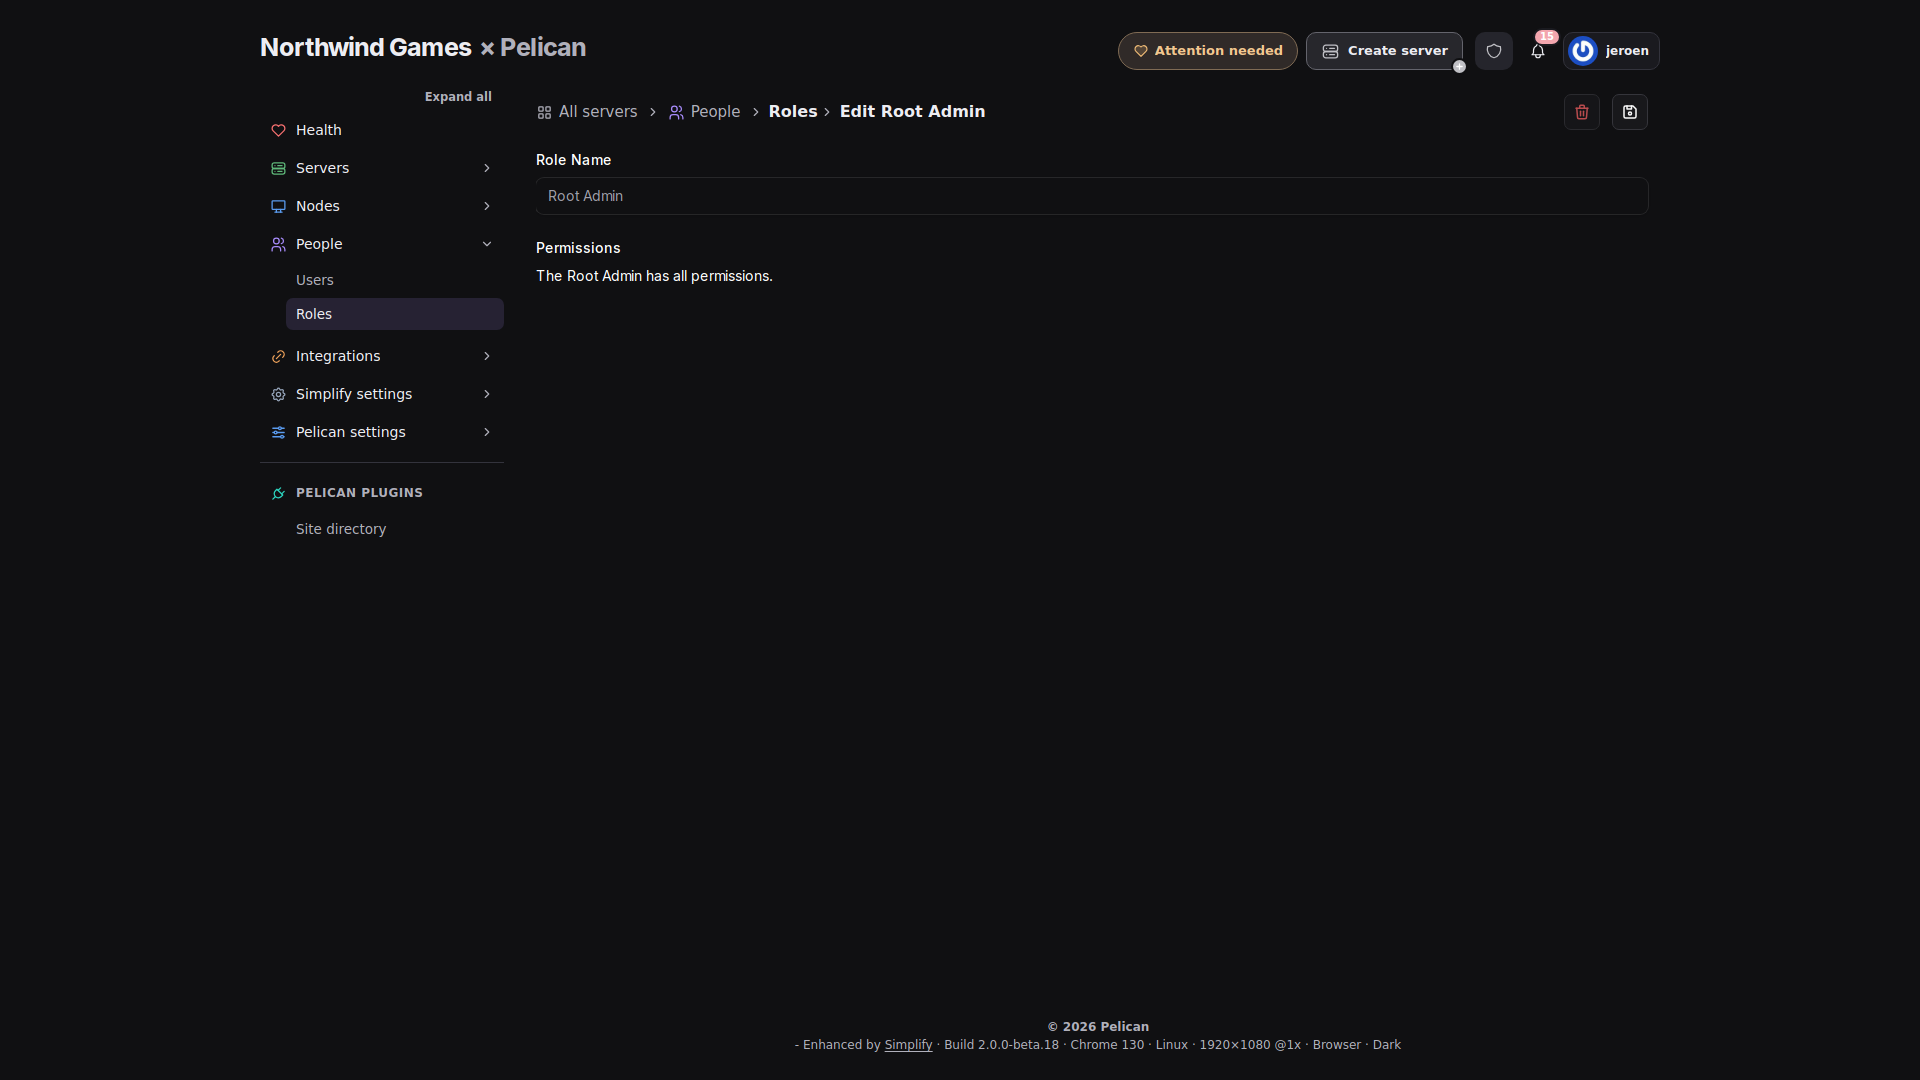 Northwind Games × Pelican
Attention needed
Create server
15
jeroen
Expand all
Health
Servers
Nodes
People
Users
Roles
Integrations
Simplify settings
Pelican settings
PELICAN PLUGINS
Site directory
All servers › People › Roles › Edit Root Admin
Role Name
Root Admin
Permissions
The Root Admin has all permissions.
© 2026 Pelican
- Enhanced by Simplify · Build 2.0.0-beta.18 · Chrome 130 · Linux · 1920×1080 @1x · Browser · Dark